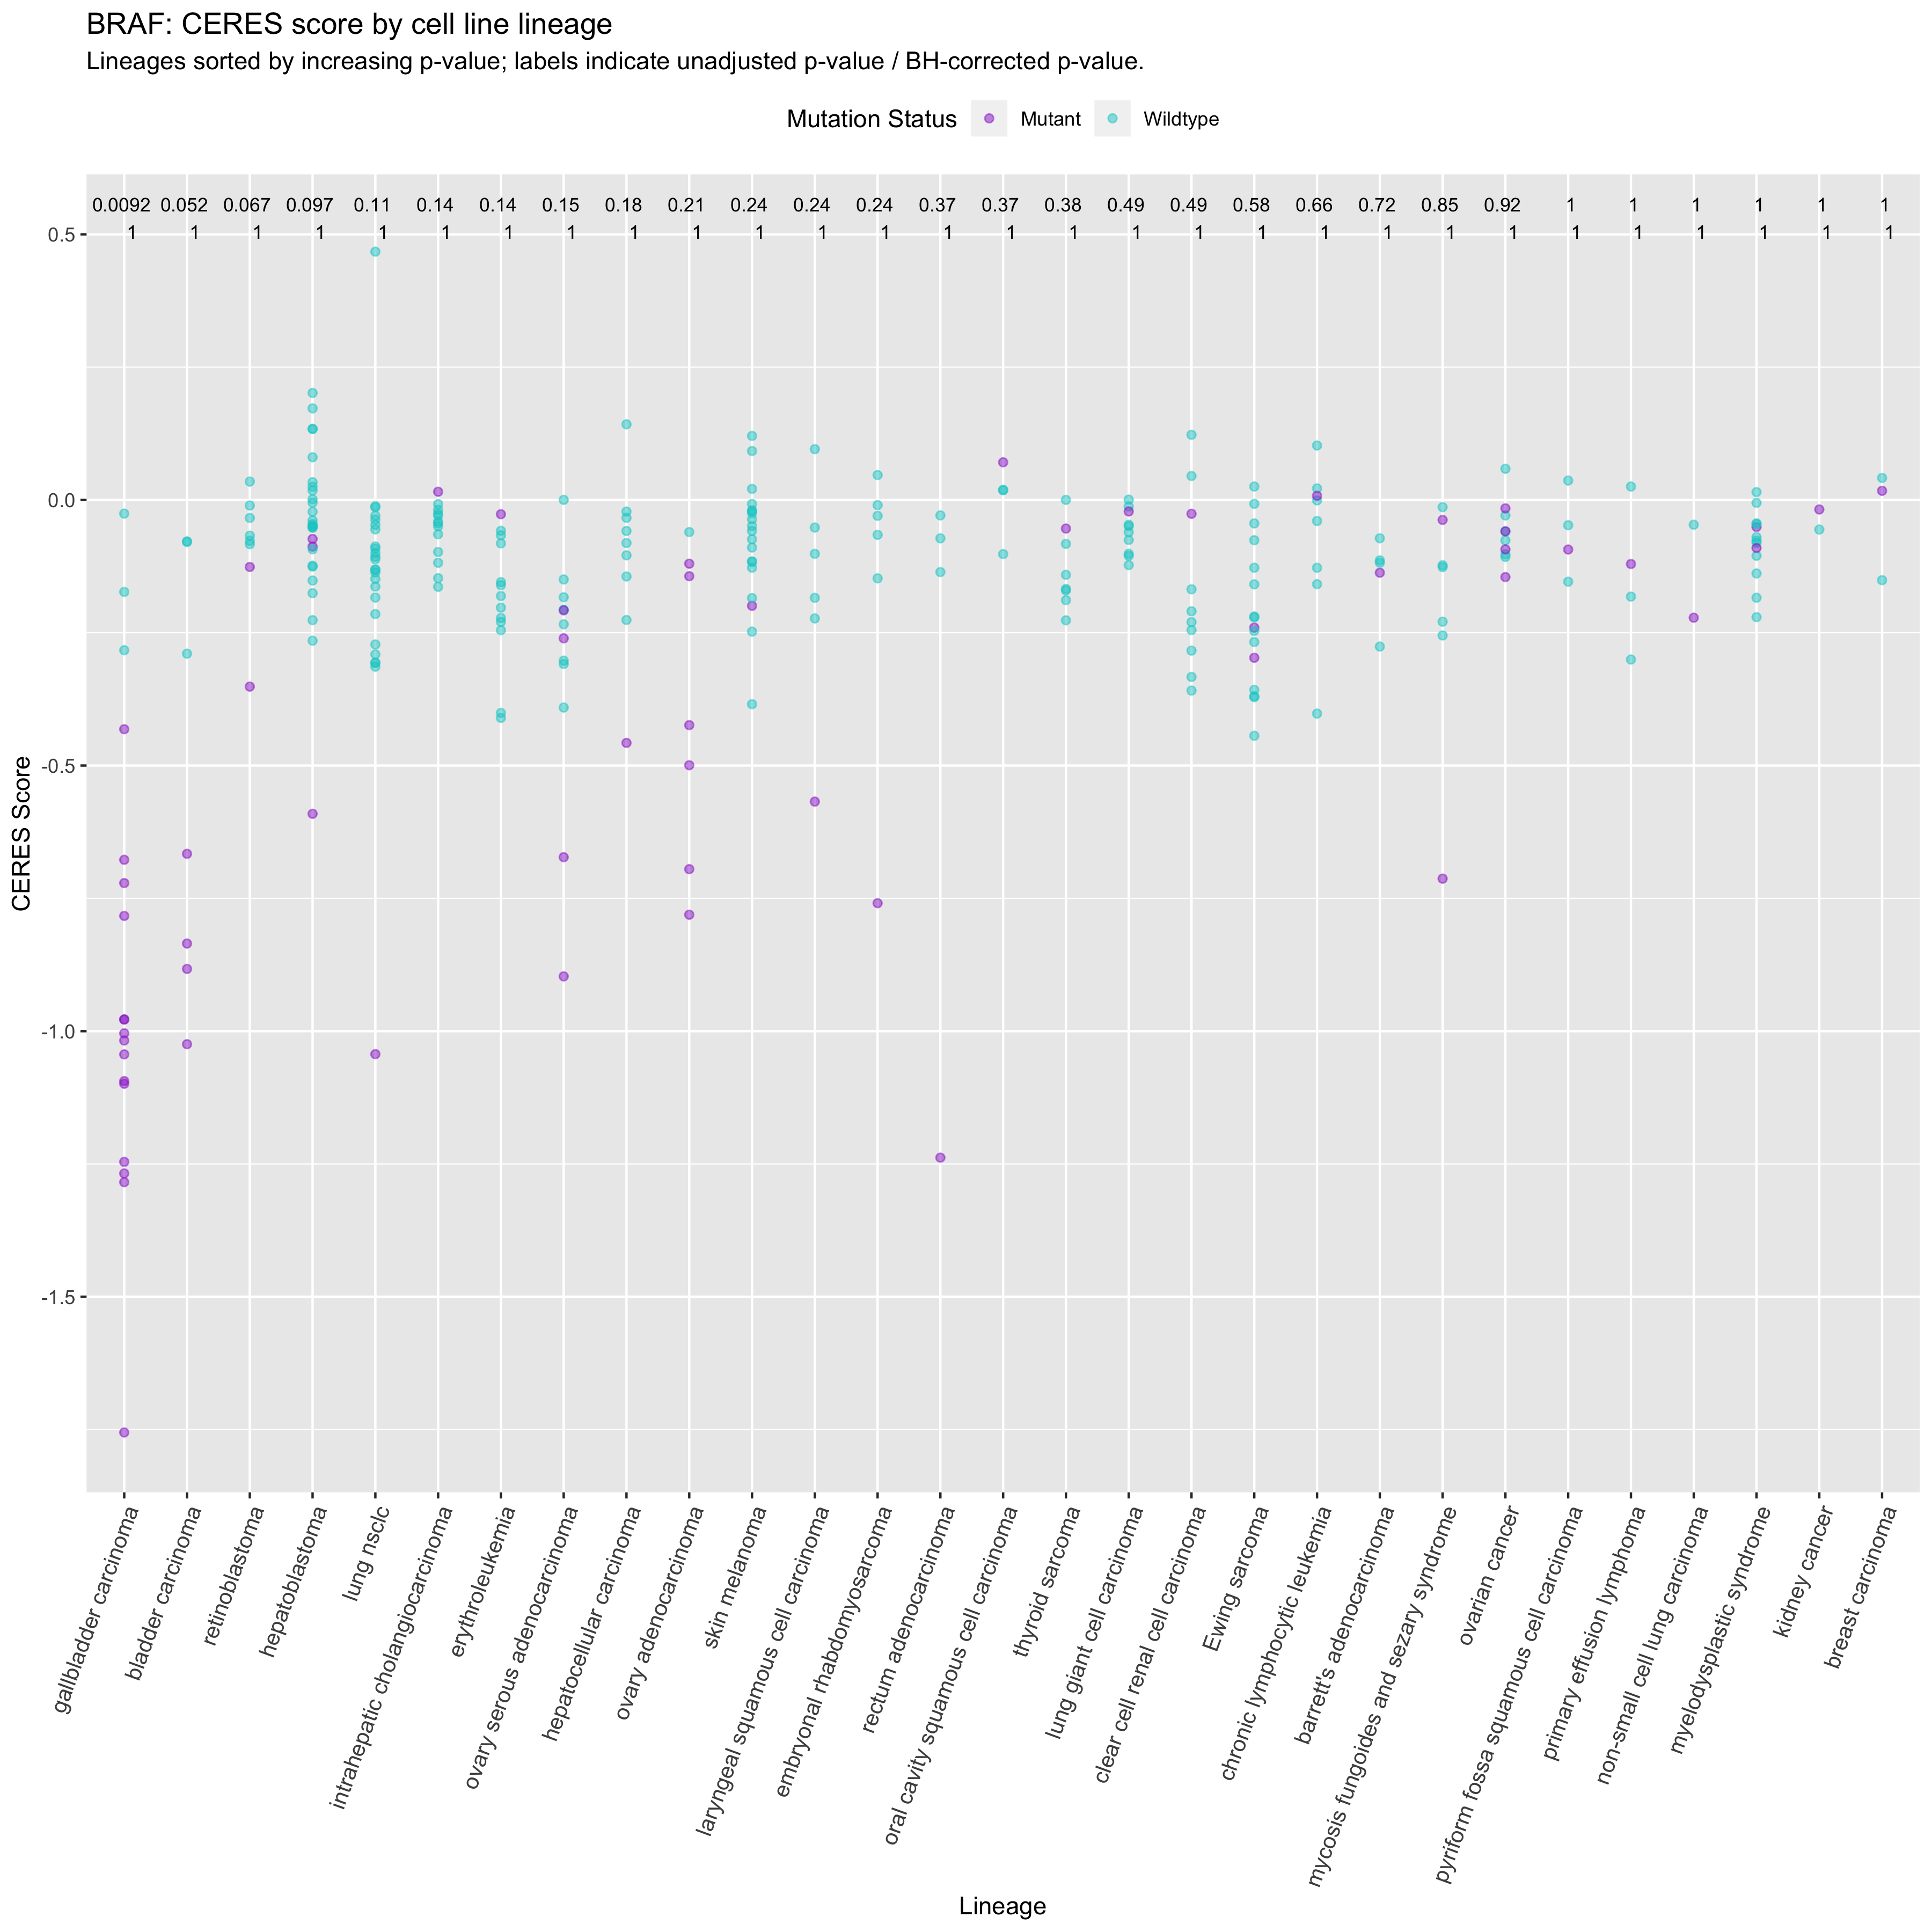 BRAF: CERES score by cell line lineage
Lineages sorted by increasing p-value; labels indicate unadjusted p-value / BH-corrected p-value.
Mutation Status Mutant Wildtype
0.0092 0.052 0.067 0.097 0.11 0.14 0.14 0.15 0.18 0.21 0.24 0.24 0.24 0.37 0.37 0.38 0.49 0.49 0.58 0.66 0.72 0.85 0.92 1 1 1 1 1 1
1 1 1 1 1 1 1 1 1 1 1 1 1 1 1 1 1 1 1 1 1 1 1 1 1 1 1 1 1
0.5
0.0
-0.5
-1.0
-1.5
CERES Score
gallbladder carcinoma
bladder carcinoma
retinoblastoma
hepatoblastoma
lung nsclc
intrahepatic cholangiocarcinoma
erythroleukemia
ovary serous adenocarcinoma
hepatocellular carcinoma
ovary adenocarcinoma
skin melanoma
laryngeal squamous cell carcinoma
embryonal rhabdomyosarcoma
rectum adenocarcinoma
oral cavity squamous cell carcinoma
thyroid sarcoma
lung giant cell carcinoma
clear cell renal cell carcinoma
Ewing sarcoma
chronic lymphocytic leukemia
barrett's adenocarcinoma
mycosis fungoides and sezary syndrome
ovarian cancer
pyriform fossa squamous cell carcinoma
primary effusion lymphoma
non-small cell lung carcinoma
myelodysplastic syndrome
kidney cancer
breast carcinoma
Lineage